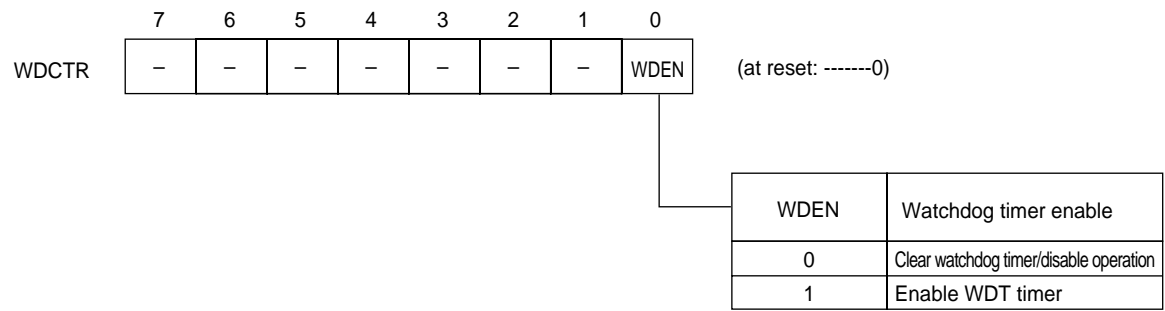 7 6 5 4 3 2 1 0
WDCTR – – – – – – – WDEN (at reset: -------0)
WDEN Watchdog timer enable
0 Clear watchdog timer/disable operation
1 Enable WDT timer